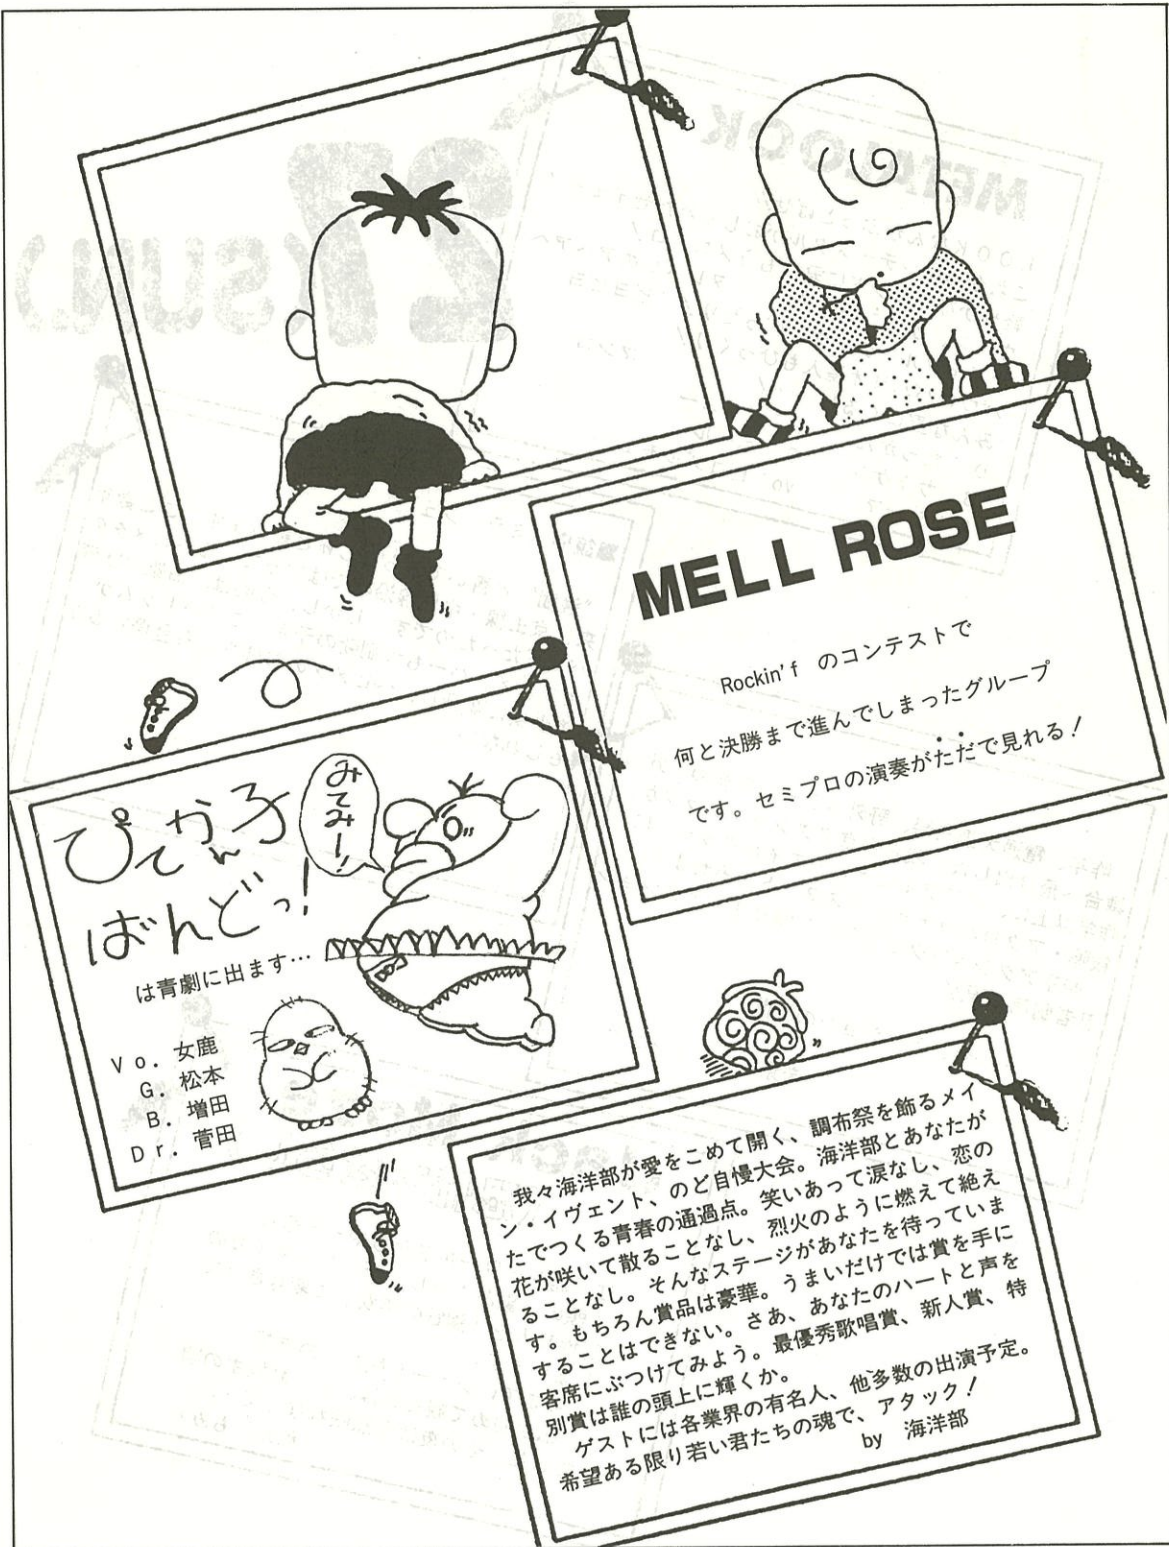 MELL ROSE
Rockin'f のコンテストで
何と決勝まで進んでしまったグループ
です。セミプロの演奏がただで見れる！
ぴてかん子
ばんどっ！
みてみー！
は青劇に出ます…
Vo. 女鹿
G. 松本
B. 増田
Dr. 菅田
我々海洋部が愛をこめて開く、調布祭を飾るメイ
ン・イヴェント、のど自慢大会。海洋部とあなたが
たでつくる青春の通過点。笑いあって涙なし、恋の
花が咲いて散ることなし、烈火のように燃えて絶え
ることなし。そんなステージがあなたを待っていま
す。もちろん賞品は豪華。うまいだけでは賞を手に
することはできない。さあ、あなたのハートと声を
客席にぶつけてみよう。最優秀歌唱賞、新人賞、特
別賞は誰の頭上に輝くか。
ゲストには各業界の有名人、他多数の出演予定。
希望ある限り若い君たちの魂で、アタック！
by 海洋部